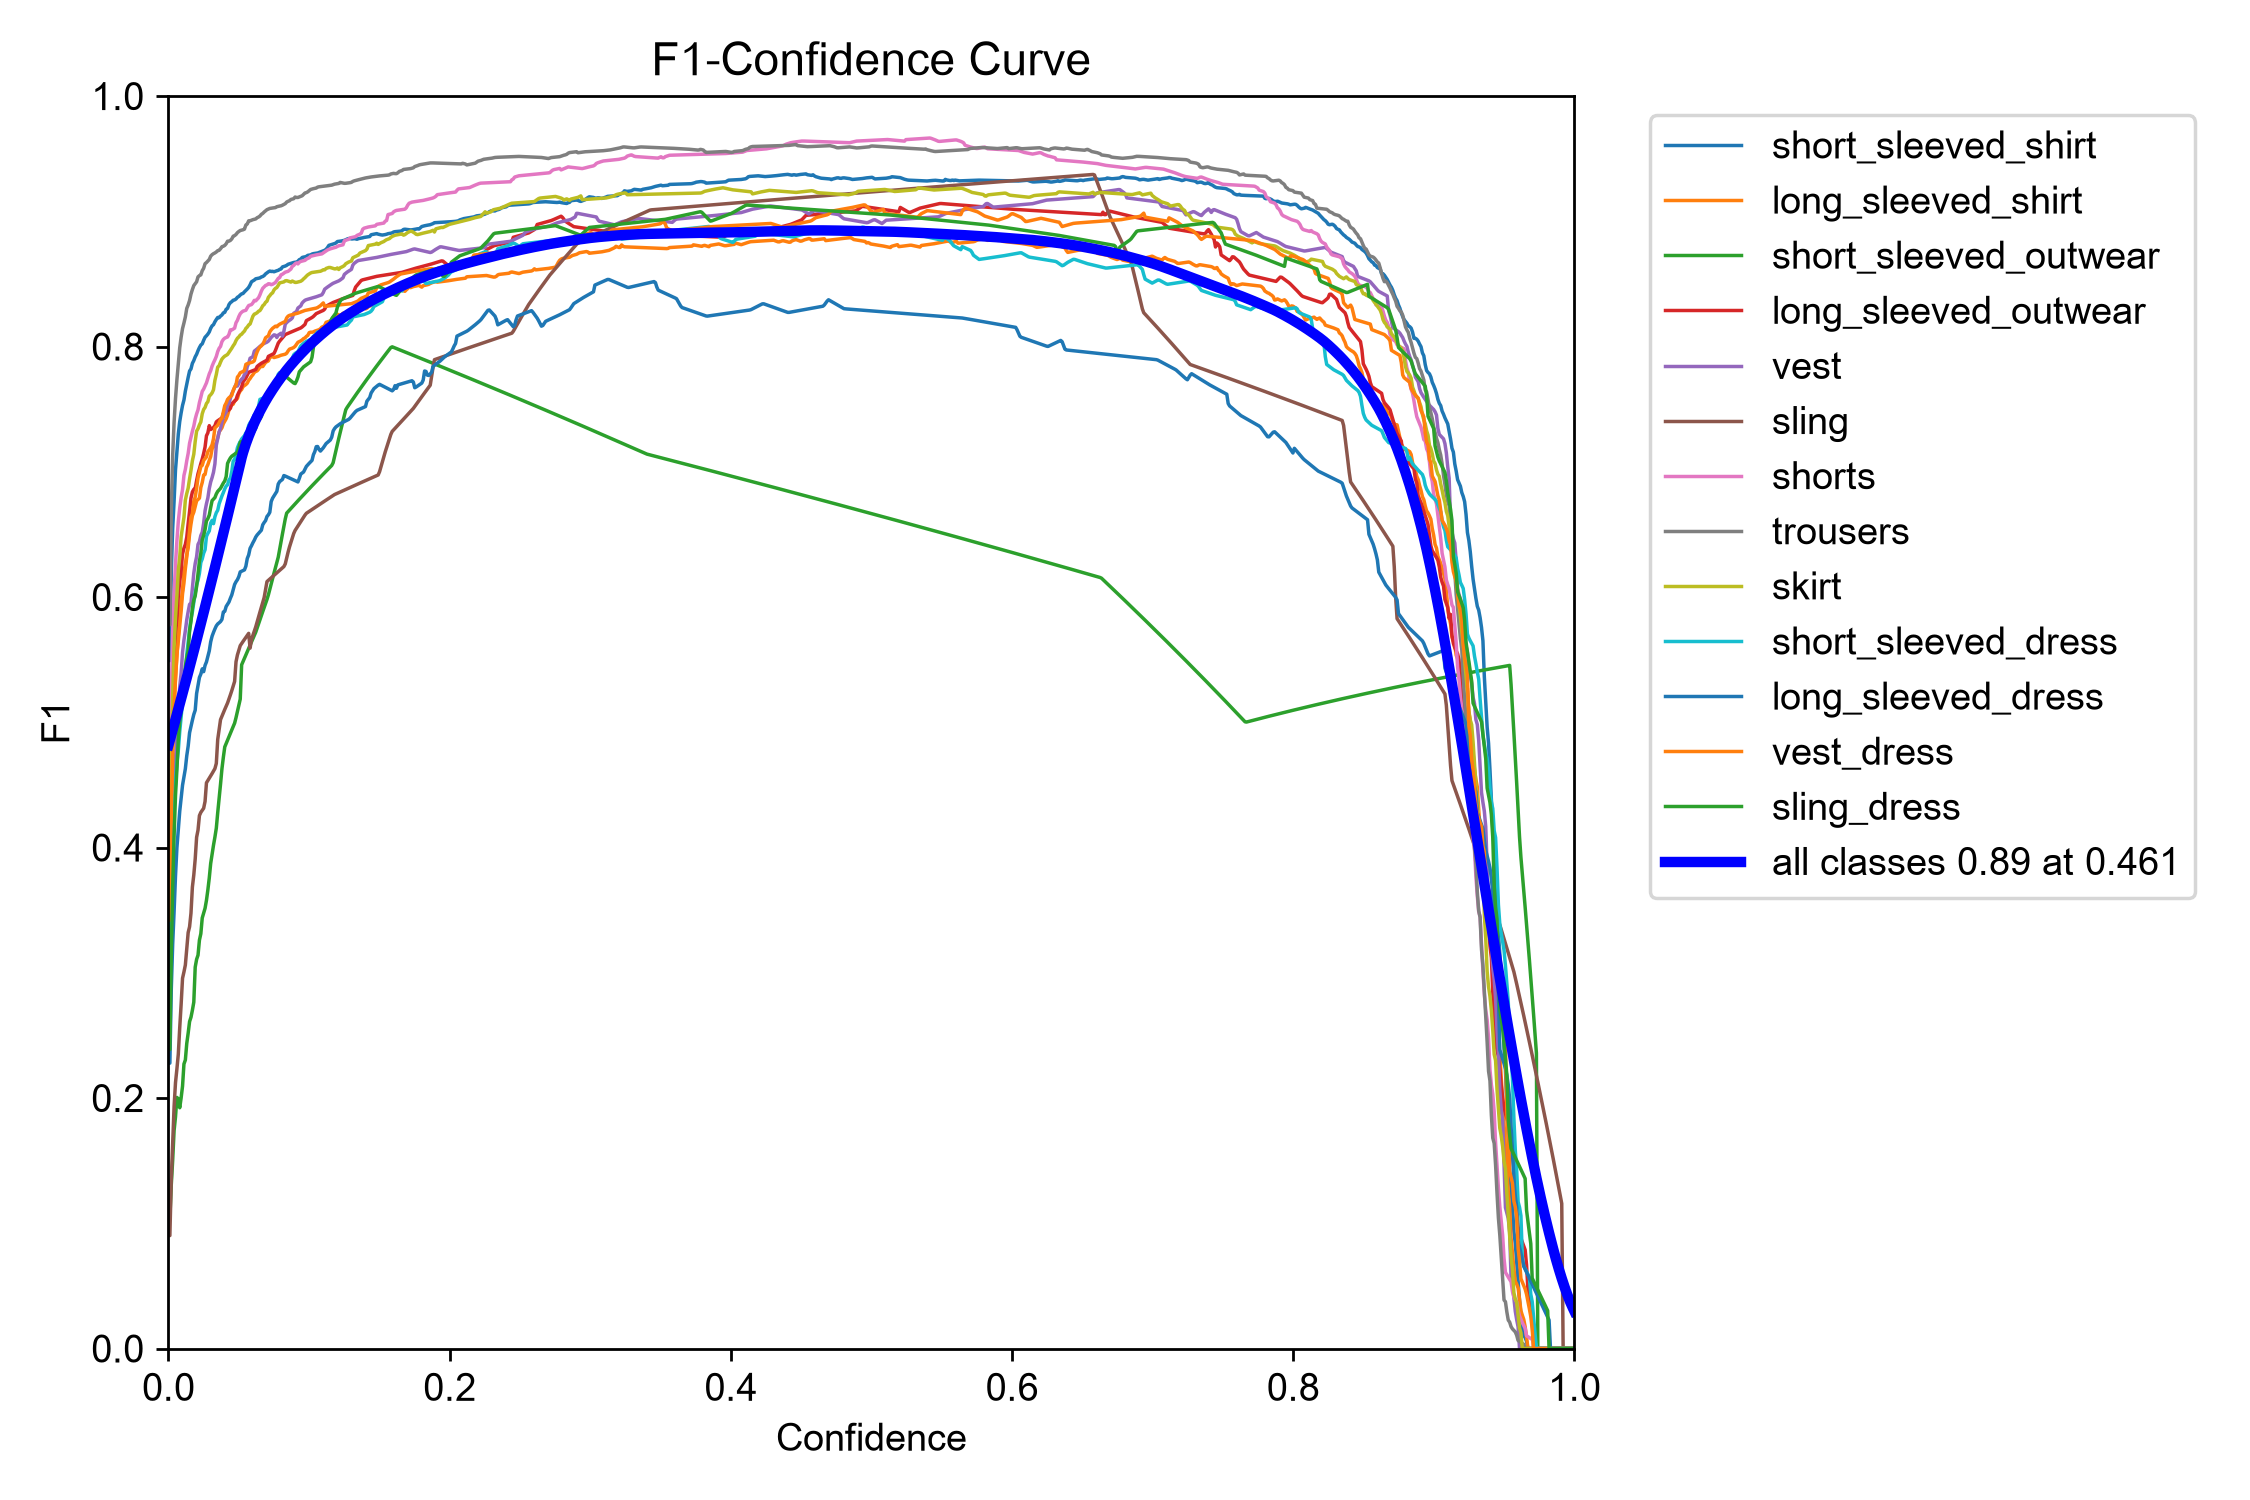 F1-Confidence Curve
1.0
0.8
0.6
0.4
0.2
0.0
F1
0.0 0.2 0.4 0.6 0.8 1.0
Confidence
short_sleeved_shirt
long_sleeved_shirt
short_sleeved_outwear
long_sleeved_outwear
vest
sling
shorts
trousers
skirt
short_sleeved_dress
long_sleeved_dress
vest_dress
sling_dress
all classes 0.89 at 0.461